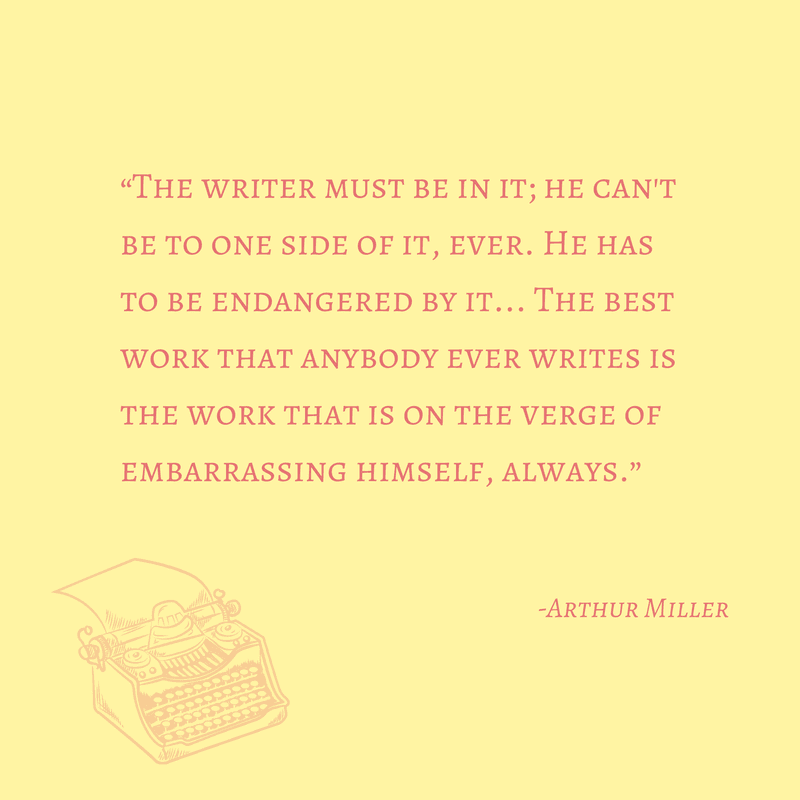 “The writer must be in it; he can't
be to one side of it, ever. He has
to be endangered by it... The best
work that anybody ever writes is
the work that is on the verge of
embarrassing himself, always.”
-Arthur Miller